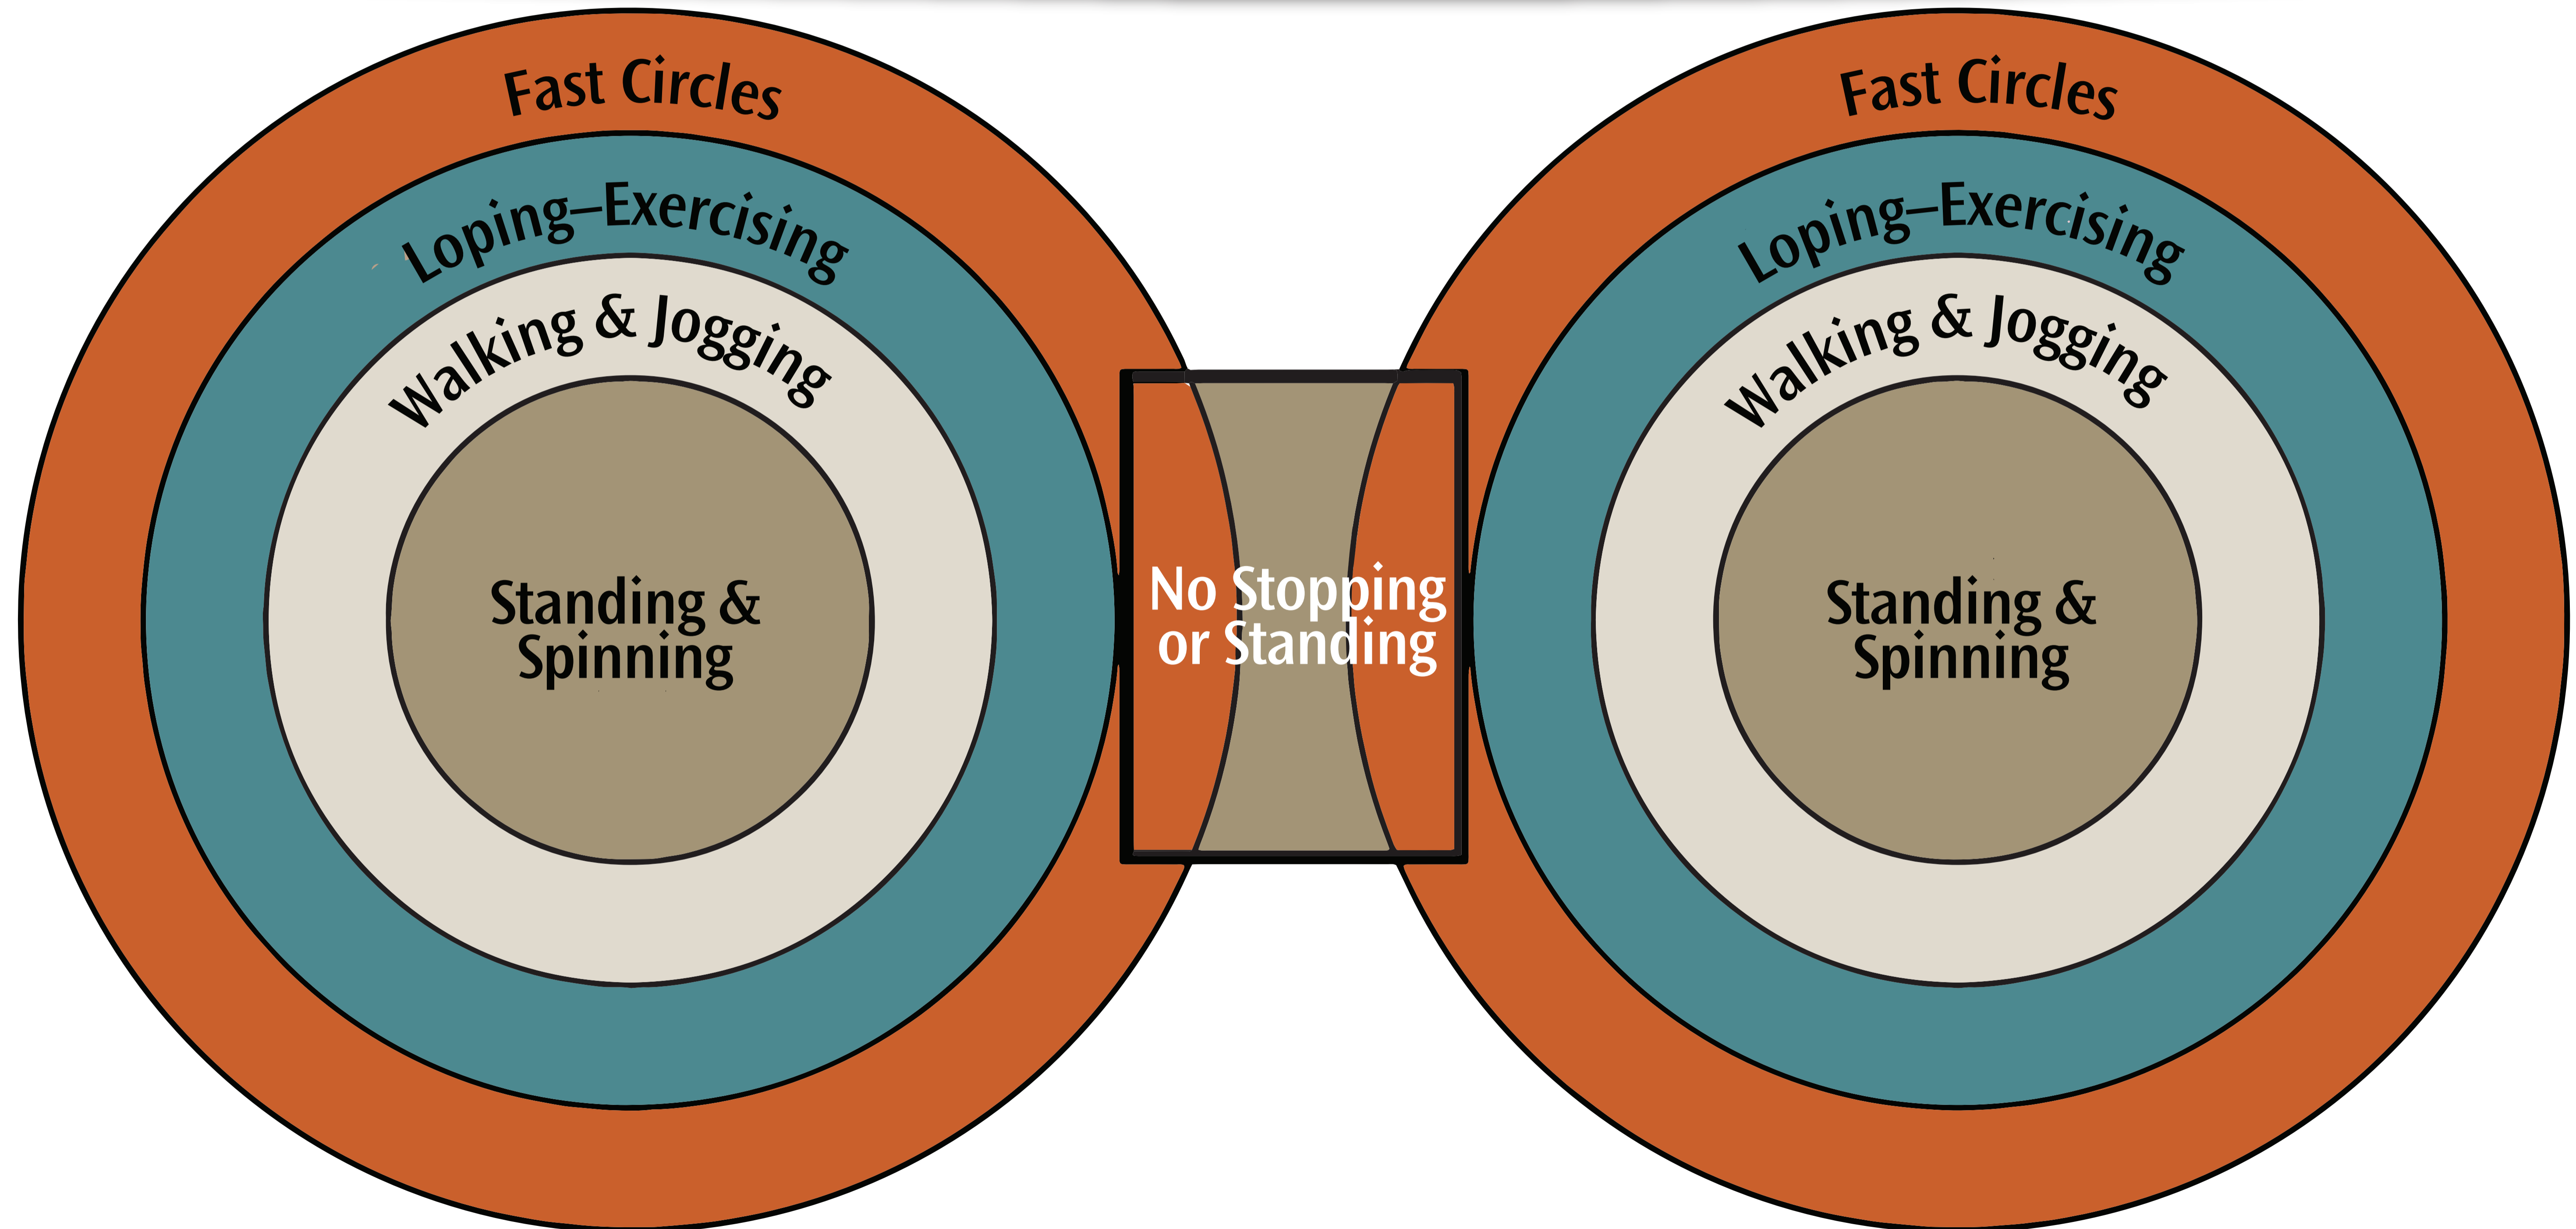 Fast Circles
Loping–Exercising
Walking & Jogging
Standing &
Spinning
No Stopping
or Standing
Fast Circles
Loping–Exercising
Walking & Jogging
Standing &
Spinning